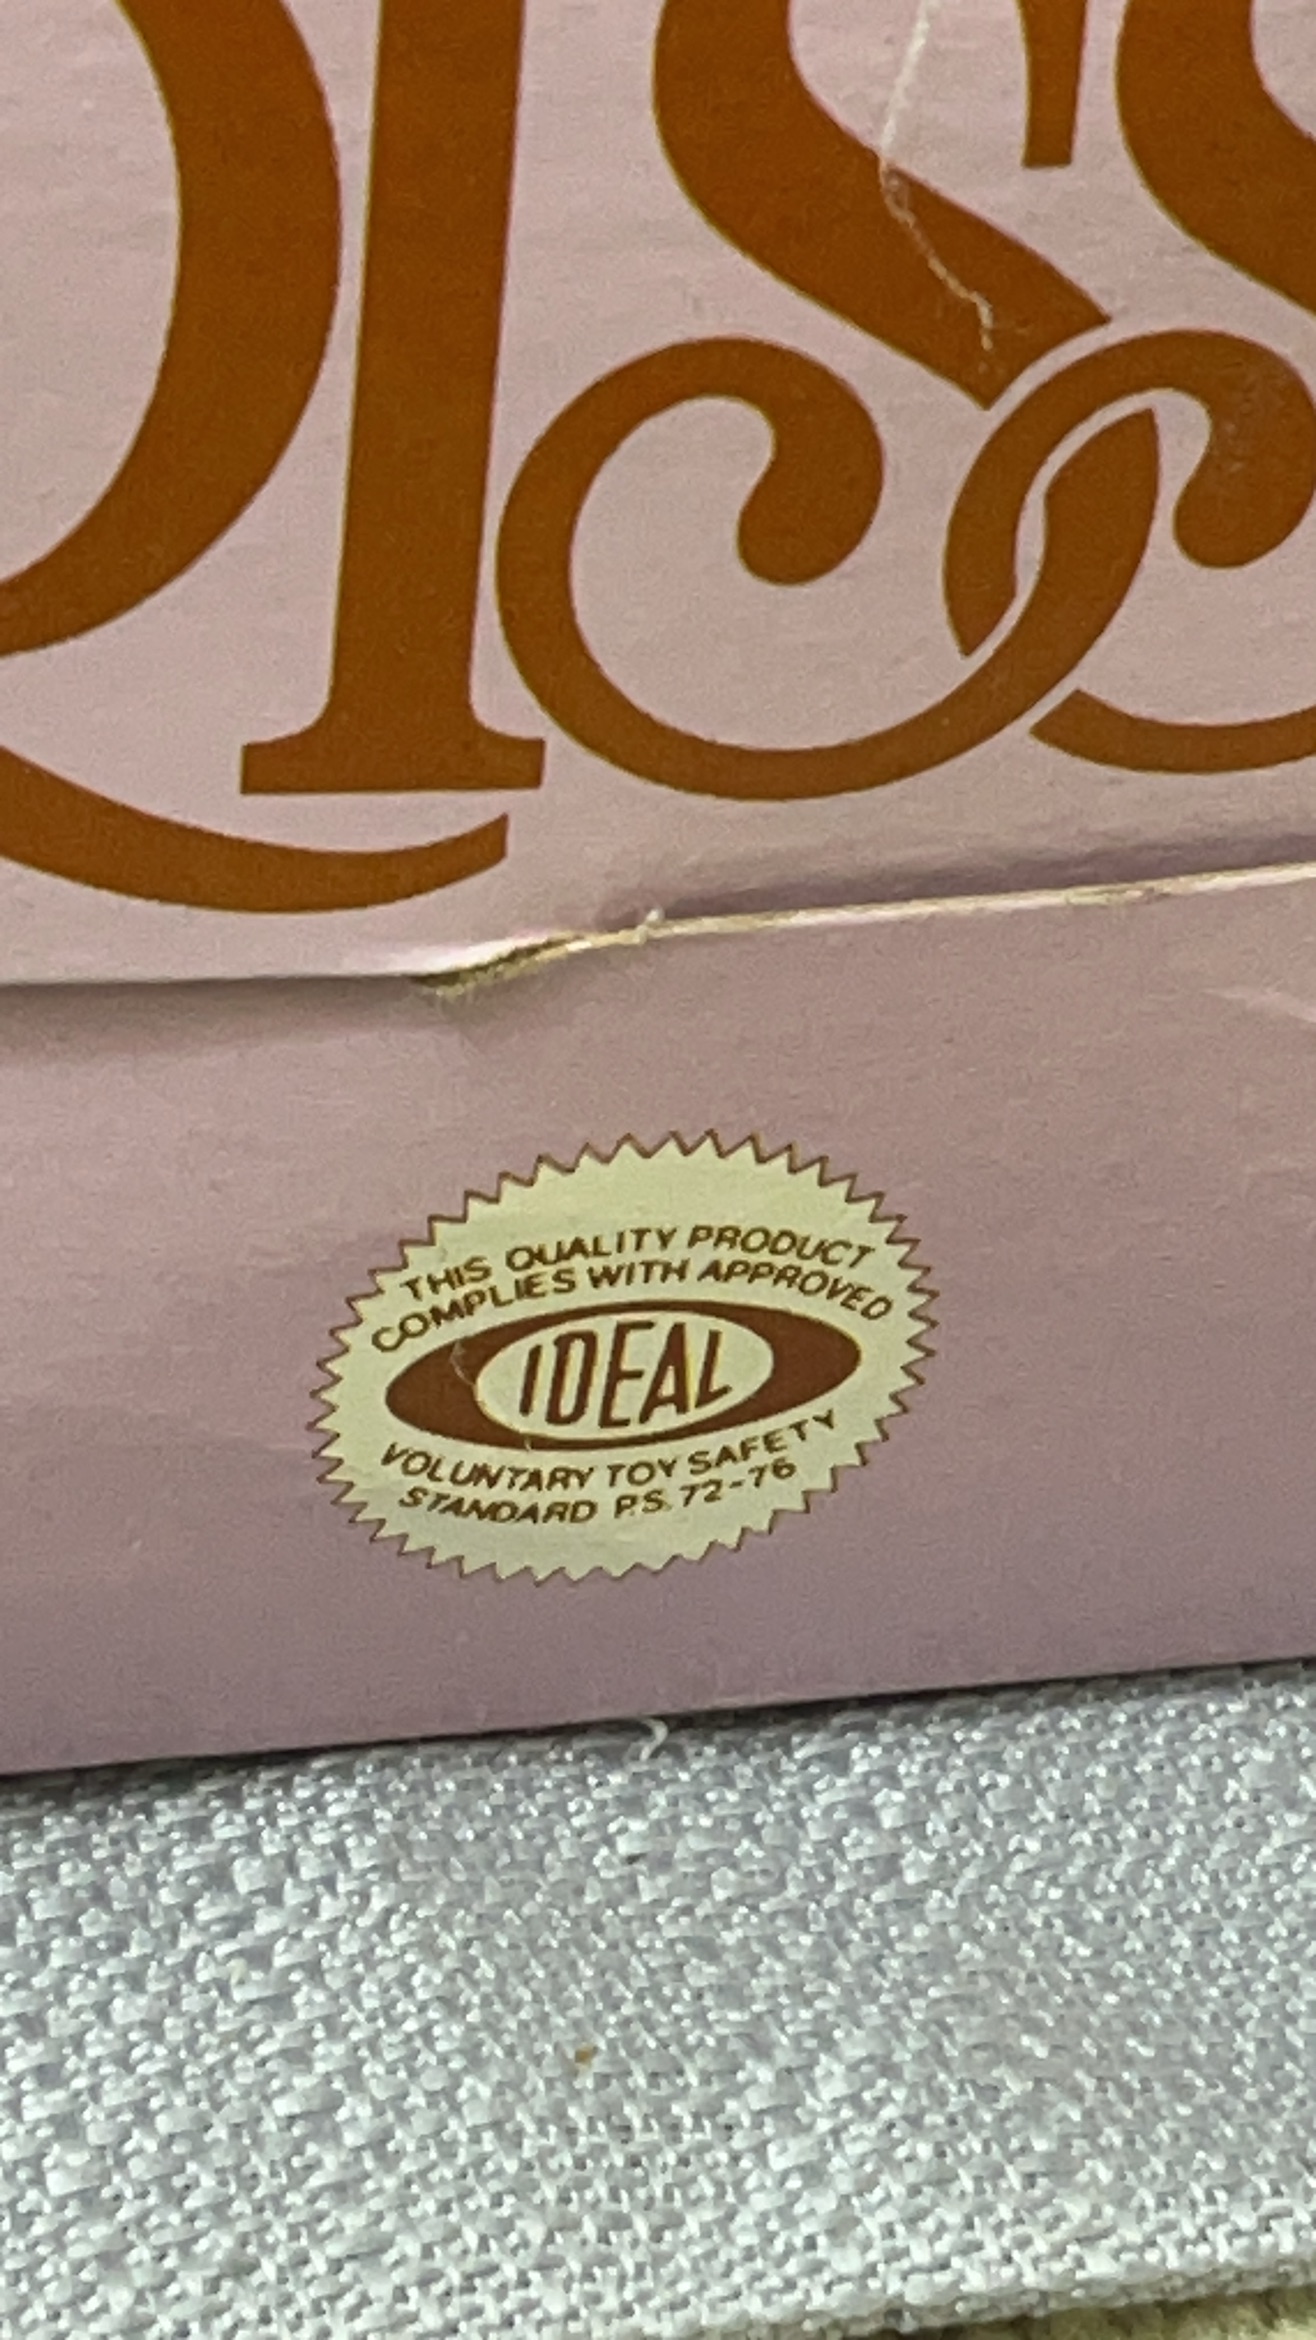 THIS QUALITY PRODUCT
COMPLIES WITH APPROVED
IDEAL
VOLUNTARY TOY SAFETY
STANDARD P.S. 72-76